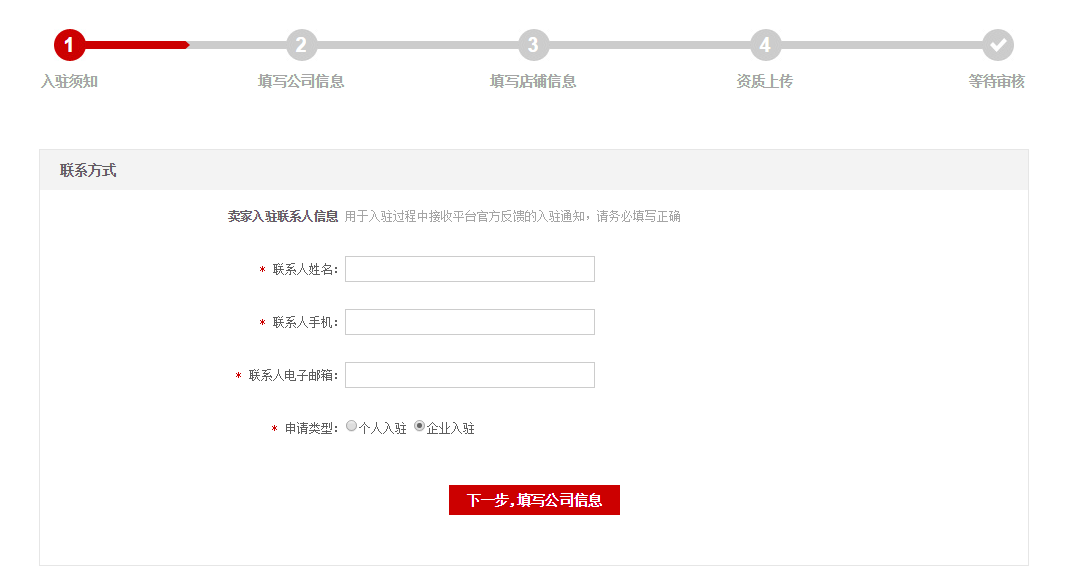 1 2 3 4
入驻须知 填写公司信息 填写店铺信息 资质上传 等待审核
联系方式
卖家入驻联系人信息 用于入驻过程中接收平台官方反馈的入驻通知，请务必填写正确
* 联系人姓名：
* 联系人手机：
* 联系人电子邮箱：
* 申请类型： 个人入驻 企业入驻
下一步,填写公司信息